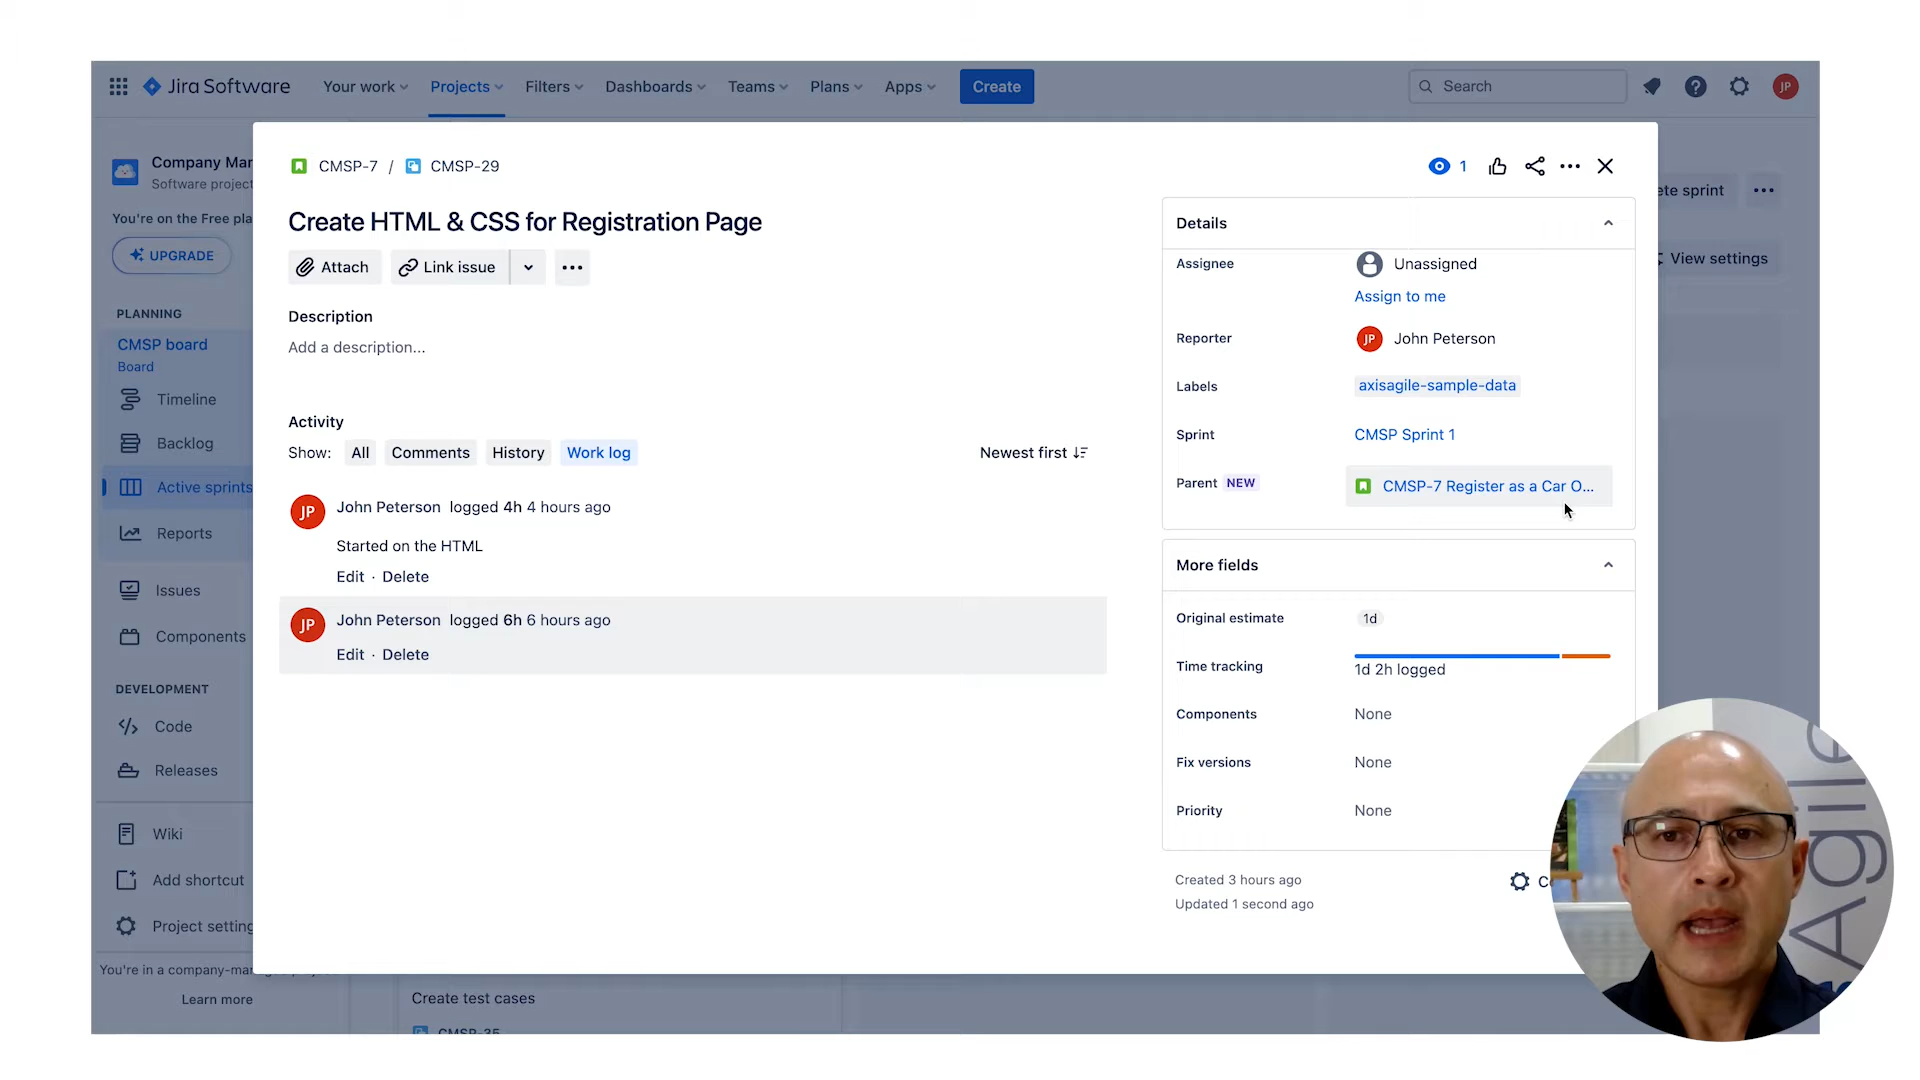 Jira Software
Your work
Projects
Filters
Dashboards
Teams
Plans
Apps
Create
Search
JP
Company Mar
Software project
You're on the Free pla
UPGRADE
PLANNING
CMSP board
Board
Timeline
Backlog
Active sprints
Reports
Issues
Components
DEVELOPMENT
Code
Releases
Wiki
Add shortcut
Project setting
You're in a company-man
Learn more
CMSP-7 / CMSP-29
1
Create HTML & CSS for Registration Page
Attach
Link issue
Description
Add a description...
Activity
Show:
All
Comments
History
Work log
Newest first
JP
John Peterson logged 4h 4 hours ago
Started on the HTML
Edit · Delete
JP
John Peterson logged 6h 6 hours ago
Edit · Delete
Details
Assignee
Unassigned
Assign to me
Reporter
JP
John Peterson
Labels
axisagile-sample-data
Sprint
CMSP Sprint 1
Parent NEW
CMSP-7 Register as a Car O...
More fields
Original estimate
1d
Time tracking
1d 2h logged
Components
None
Fix versions
None
Priority
None
Created 3 hours ago
Updated 1 second ago
ete sprint
View settings
Create test cases
CMSP-35
Agile